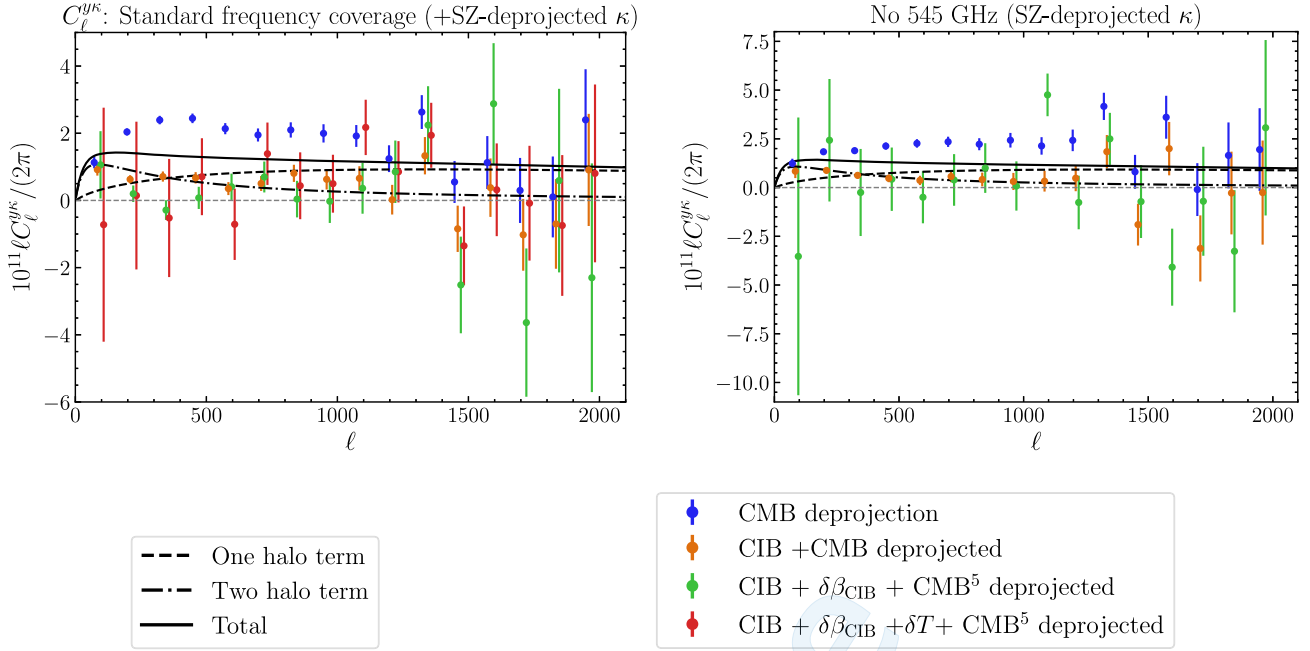 $C_\ell^{y\kappa}$: Standard frequency coverage (+SZ-deprojected $\kappa$)
4
2
0
−2
−4
−6
0
500
1000
1500
2000
$10^{11}\ell C_\ell^{y\kappa}/(2\pi)$
$\ell$
No 545 GHz (SZ-deprojected $\kappa$)
7.5
5.0
2.5
0.0
−2.5
−5.0
−7.5
−10.0
0
500
1000
1500
2000
$10^{11}\ell C_\ell^{y\kappa}/(2\pi)$
$\ell$
One halo term
Two halo term
Total
CMB deprojection
CIB +CMB deprojected
CIB + $\delta\beta_{\rm CIB}$ + CMB$^5$ deprojected
CIB + $\delta\beta_{\rm CIB}$ +$\delta T$+ CMB$^5$ deprojected